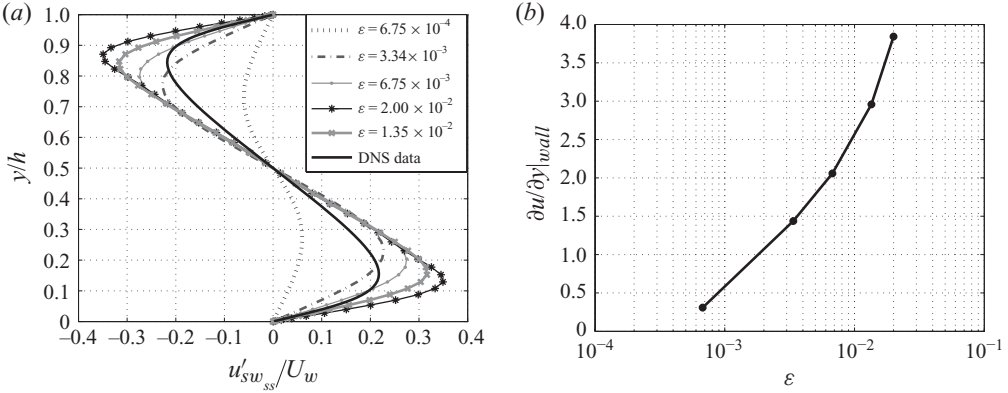 (a)
1.0
0.9
0.8
0.7
0.6
0.5
0.4
0.3
0.2
0.1
0
y/h
ε = 6.75 × 10⁻⁴
ε = 3.34 × 10⁻³
ε = 6.75 × 10⁻³
ε = 2.00 × 10⁻²
ε = 1.35 × 10⁻²
DNS data
−0.4 −0.3 −0.2 −0.1 0 0.1 0.2 0.3 0.4
u′sw_ss/U_w
(b)
4.0
3.5
3.0
2.5
2.0
1.5
1.0
0.5
0
∂u/∂y|wall
10⁻⁴ 10⁻³ 10⁻² 10⁻¹
ε